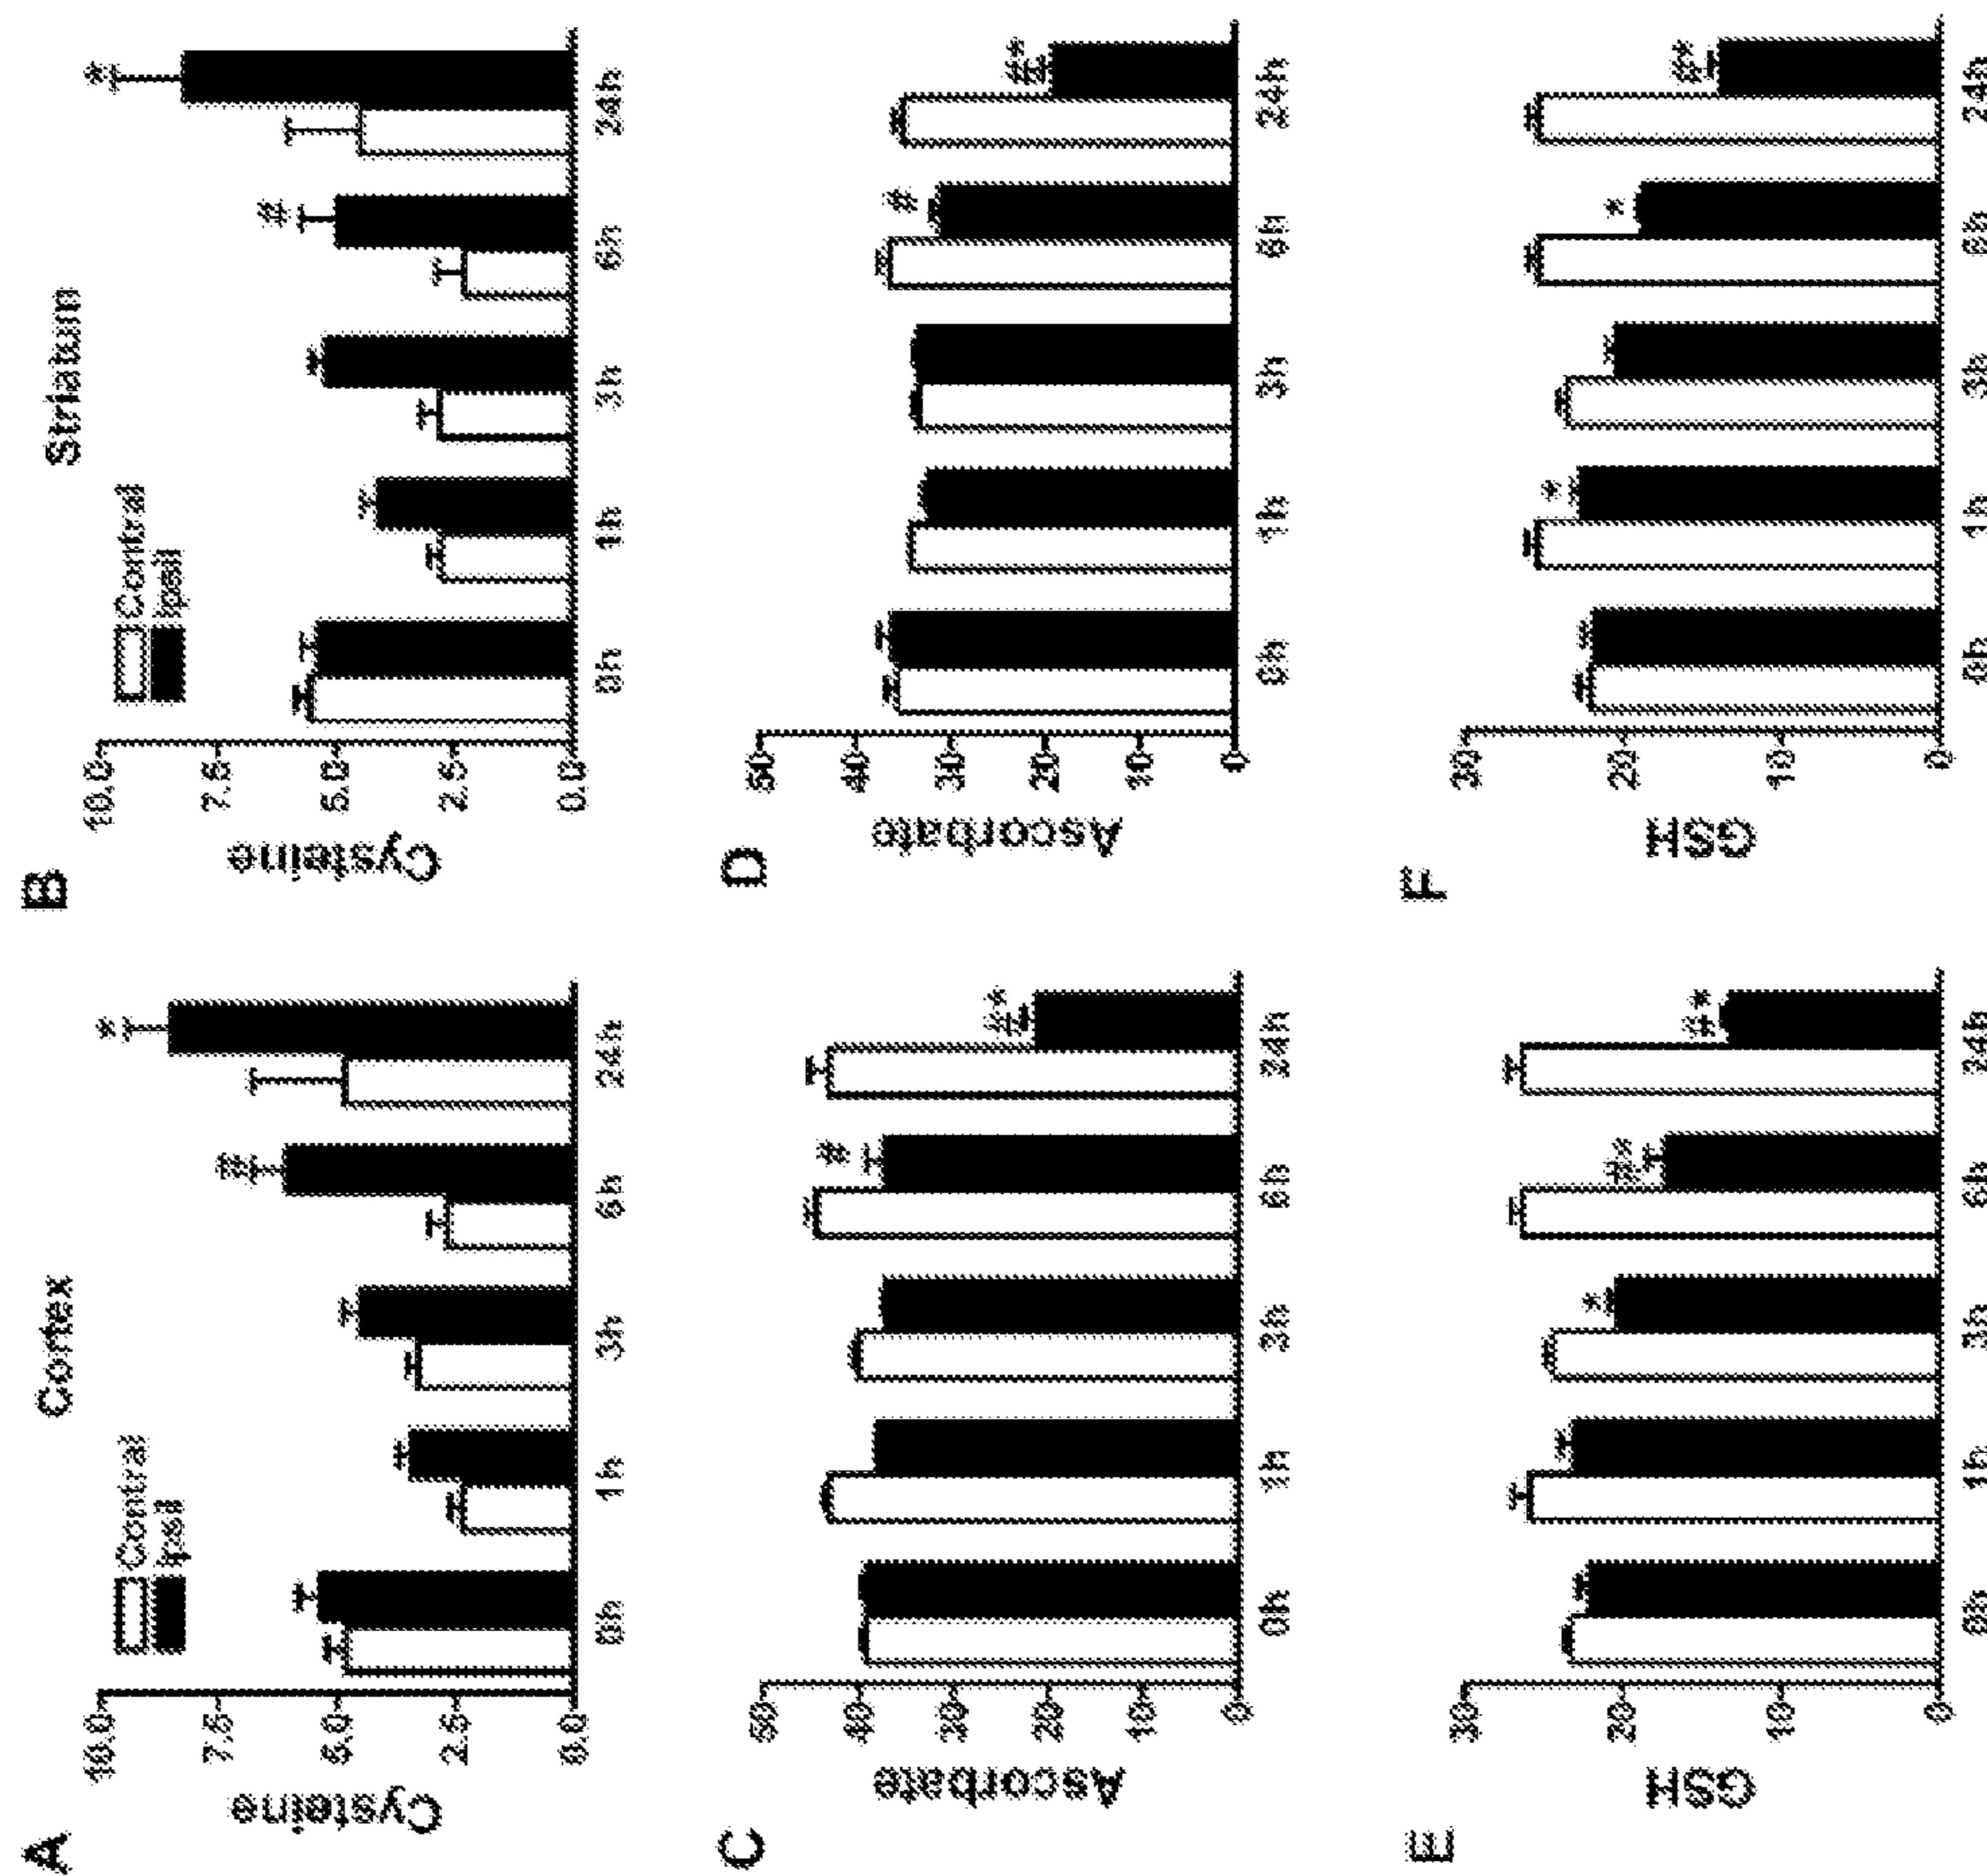 Cortex
Striatum
A
Cysteine
10.0
7.5
5.0
2.5
0.0
Contral
Ipsil
0h
1h
3h
6h
24h
#
*
B
Cysteine
10.0
7.5
5.0
2.5
0.0
Contral
Ipsil
0h
1h
3h
6h
24h
#
*
C
Ascorbate
50
40
30
20
10
0
0h
1h
3h
6h
24h
#
#*
D
Ascorbate
50
40
30
20
10
0
0h
1h
3h
6h
24h
#
#*
E
GSH
30
20
10
0
0h
1h
3h
6h
24h
*
#*
#*
F
GSH
30
20
10
0
0h
1h
3h
6h
24h
*
*
#*